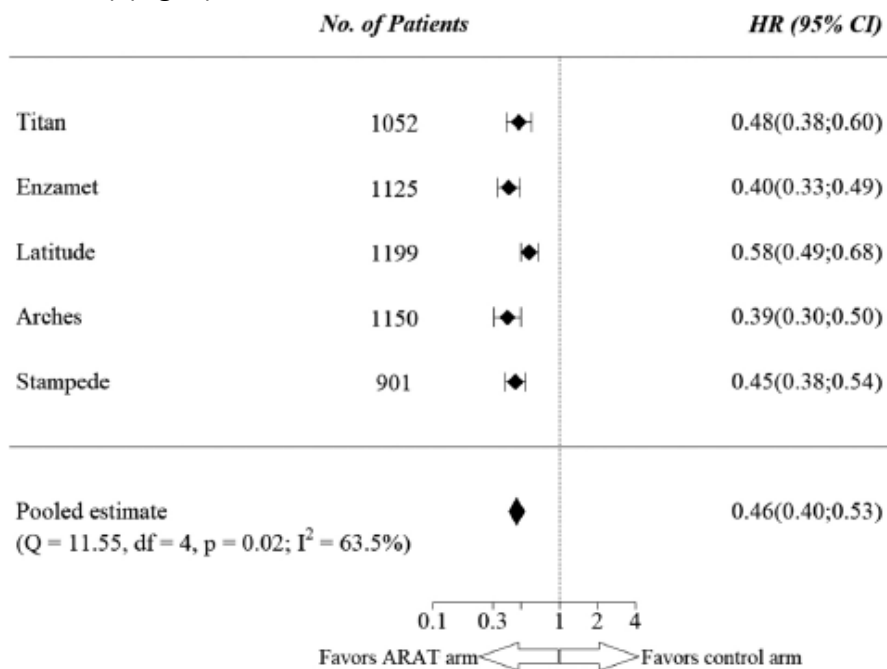 No. of Patients HR (95% CI)
Titan 1052 0.48(0.38;0.60)
Enzamet 1125 0.40(0.33;0.49)
Latitude 1199 0.58(0.49;0.68)
Arches 1150 0.39(0.30;0.50)
Stampede 901 0.45(0.38;0.54)
Pooled estimate 0.46(0.40;0.53)
(Q = 11.55, df = 4, p = 0.02; I² = 63.5%)
0.1 0.3 1 2 4
Favors ARAT arm Favors control arm